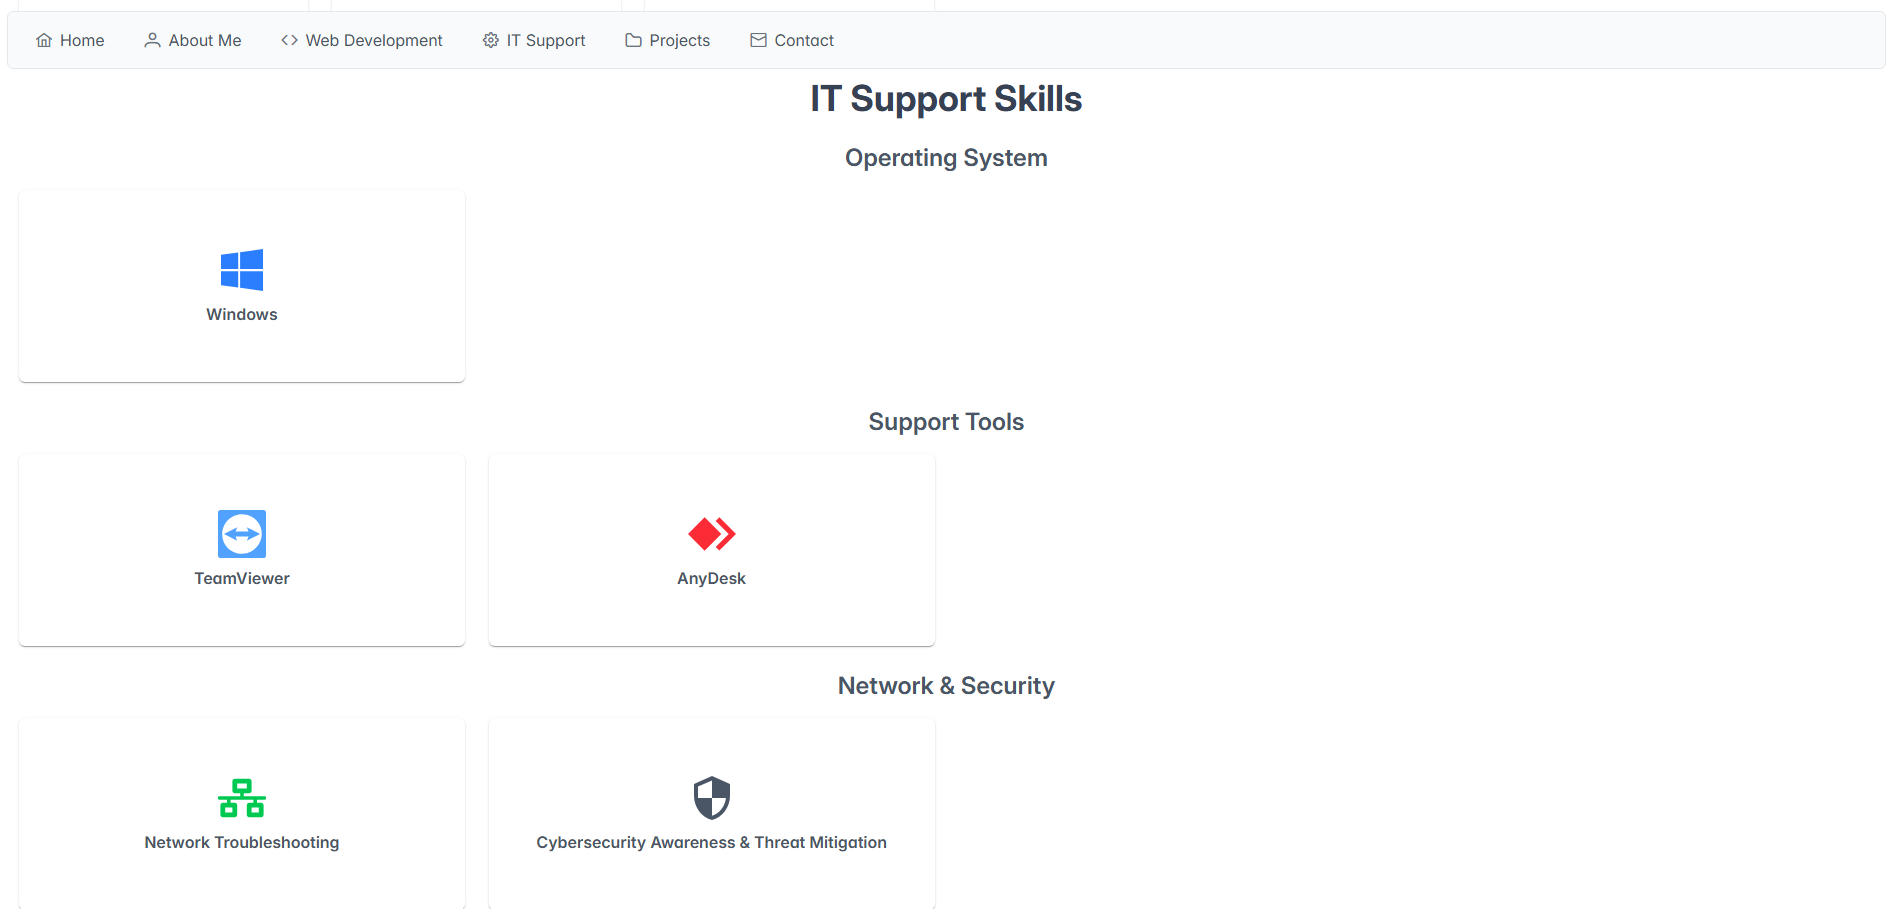 Home About Me Web Development IT Support Projects Contact
IT Support Skills
Operating System
Windows
Support Tools
TeamViewer AnyDesk
Network & Security
Network Troubleshooting Cybersecurity Awareness & Threat Mitigation